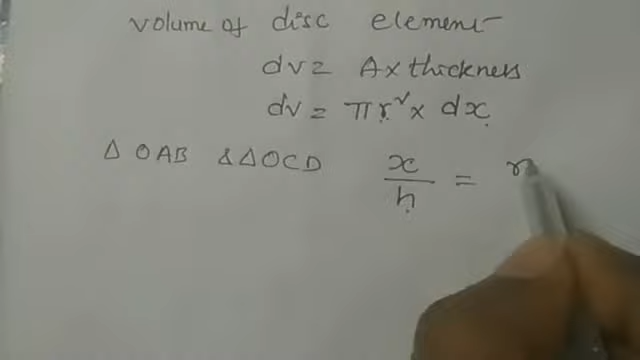 volume of disc element
dv = A x thickness
dv = πr² x dx
Δ OAB & Δ OCD x/h = r